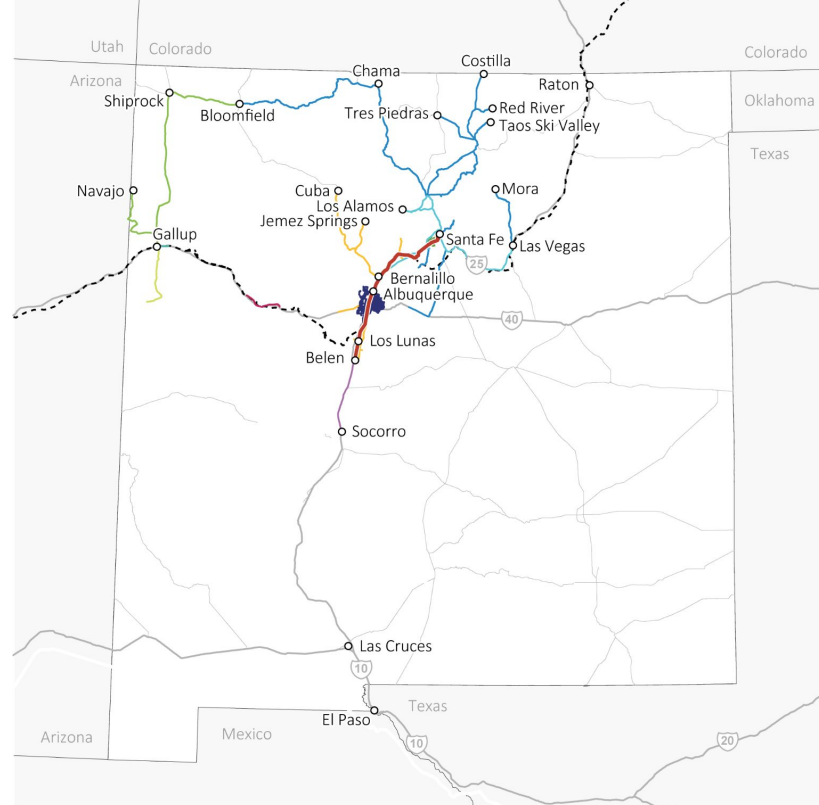 Utah
Colorado
Colorado
Arizona
Costilla
Chama
Raton
Shiprock
Bloomfield
Tres Piedras
Red River
Taos Ski Valley
Oklahoma
Texas
Navajo
Cuba
Mora
Los Alamos
Jemez Springs
Gallup
Santa Fe
Las Vegas
25
Bernalillo
Albuquerque
40
Los Lunas
Belen
Socorro
Las Cruces
10
El Paso
Texas
Arizona
Mexico
10
20